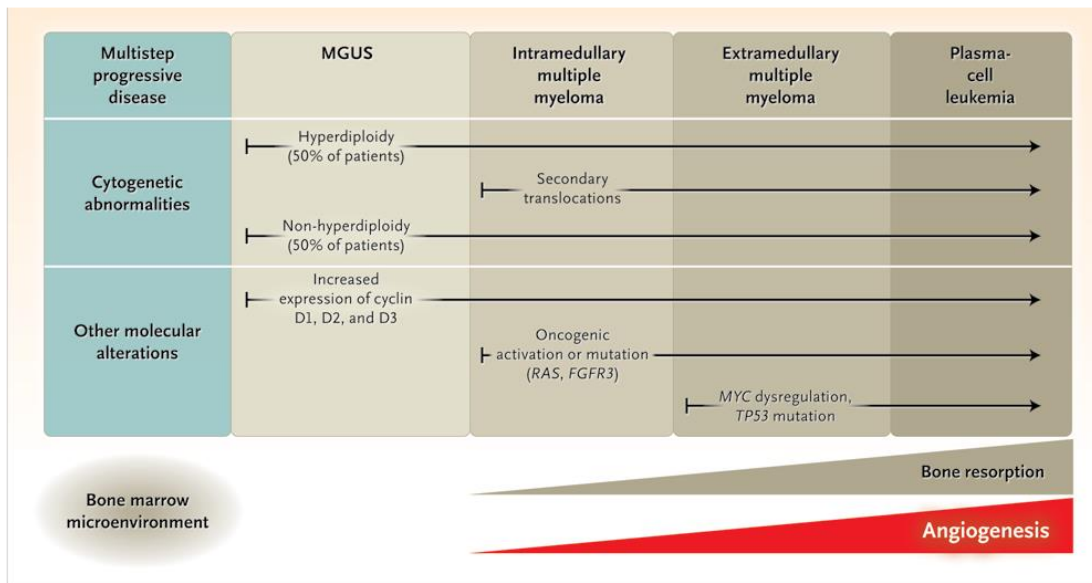 Multistep
progressive
disease
MGUS
Intramedullary
multiple
myeloma
Extramedullary
multiple
myeloma
Plasma-
cell
leukemia
Cytogenetic
abnormalities
Hyperdiploidy
(50% of patients)
Secondary
translocations
Non-hyperdiploidy
(50% of patients)
Other molecular
alterations
Increased
expression of cyclin
D1, D2, and D3
Oncogenic
activation or mutation
(RAS, FGFR3)
MYC dysregulation,
TP53 mutation
Bone marrow
microenvironment
Bone resorption
Angiogenesis